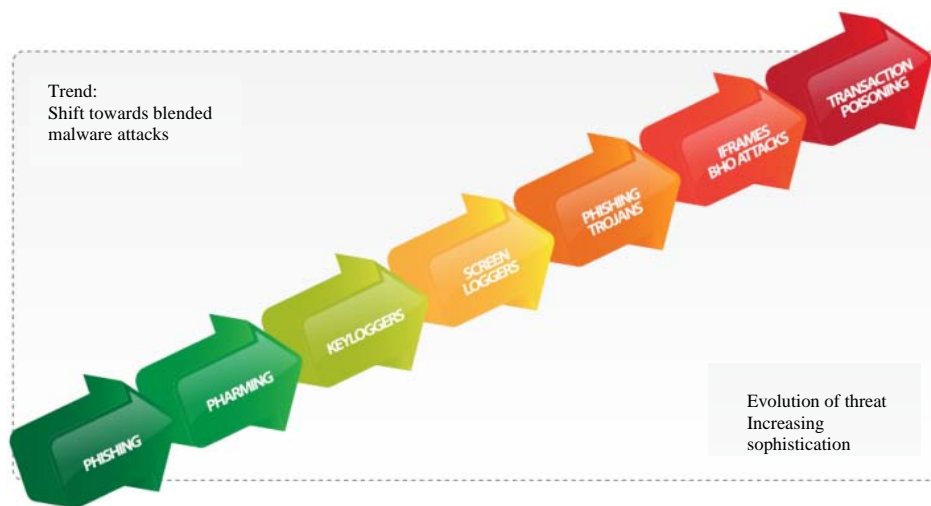 Trend:
Shift towards blended
malware attacks
PHISHING
PHARMING
KEYLOGGERS
SCREEN
LOGGERS
PHISHING
TROJANS
IFRAMES
BHO ATTACKS
TRANSACTION
POISONING
Evolution of threat
Increasing
sophistication